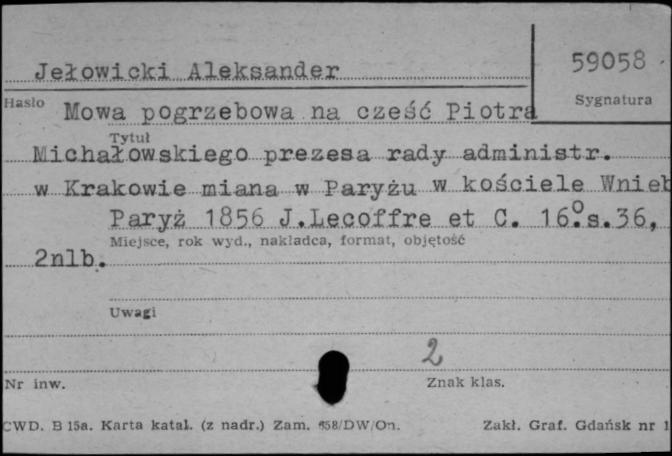 Jełowicki Aleksander
59058
Hasło
Sygnatura
Mowa pogrzebowa na cześć Piotra
Tytuł
Michałowskiego prezesa rady administr.
w Krakowie miana w Paryżu w kościele Wnieb
Paryż 1856 J.Lecoffre et C. 16.° s.36,
Miejsce, rok wyd., nakładca, format, objętość
2nlb.
Uwagi
2
Nr inw.
Znak klas.
CWD. B 15a. Karta katal. (z nadr.) Zam. 658/DW/On.
Zakł. Graf. Gdańsk nr 1